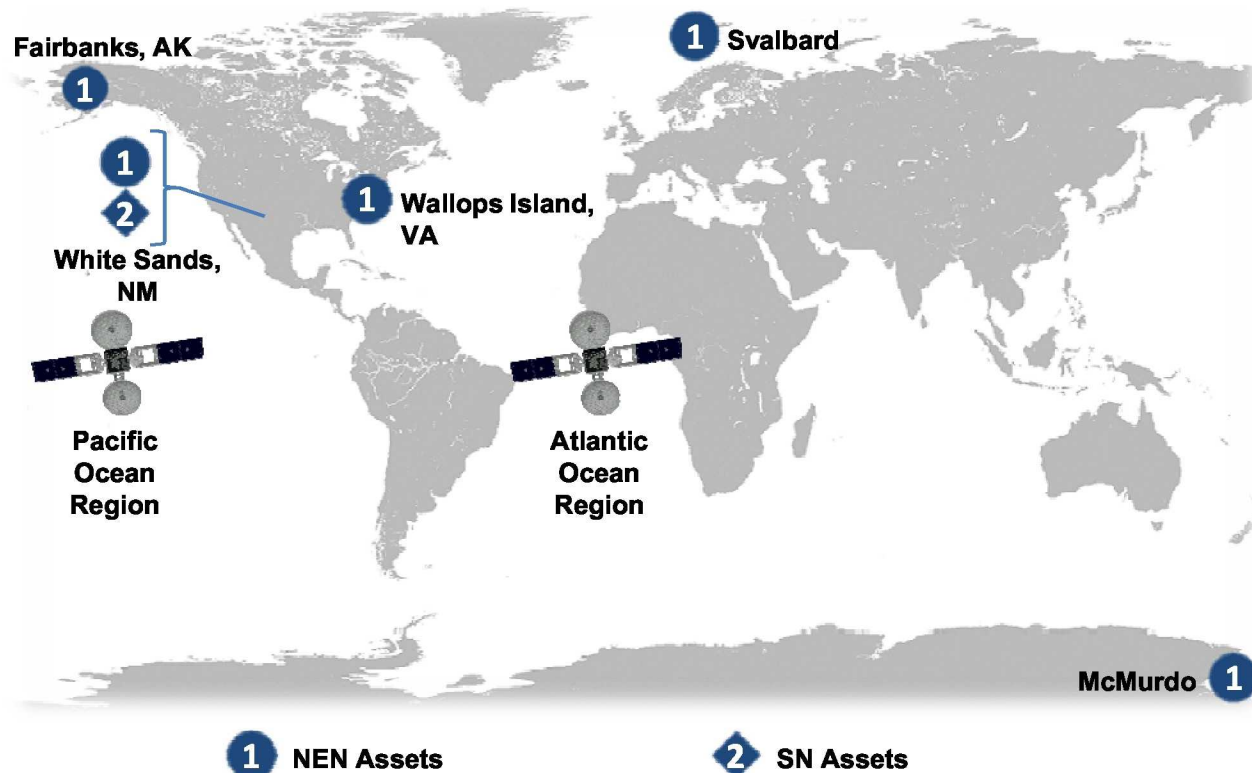 Fairbanks, AK
1
1 Svalbard
1
2
White Sands,
NM
1 Wallops Island,
VA
Pacific
Ocean
Region
Atlantic
Ocean
Region
McMurdo 1
1 NEN Assets
2 SN Assets